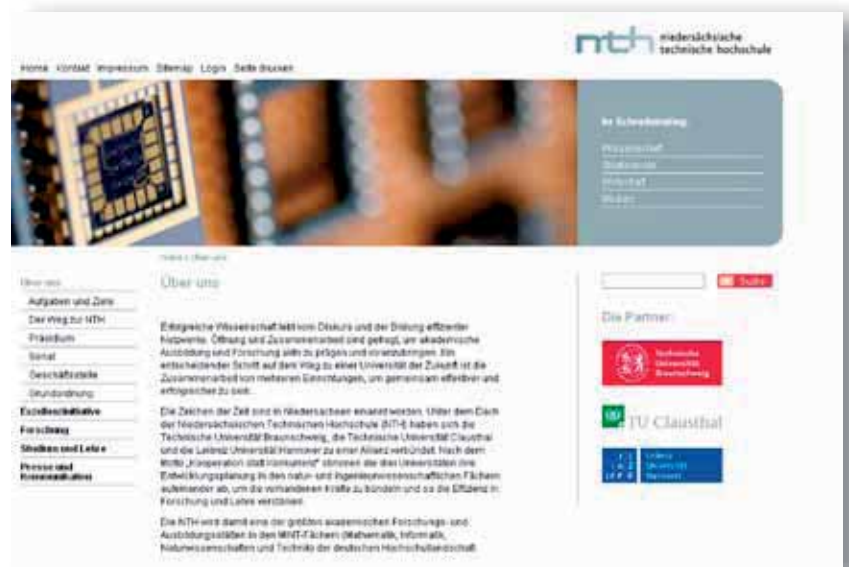 nth niedersächsische
technische hochschule
Home Kontakt Impressum Sitemap Login Seite drucken
Ihr Schnelleinstieg:
Wissenschaft
Studierende
Wirtschaft
Medien
Home > Über uns
Über uns
Aufgaben und Ziele
Der Weg zur NTH
Präsidium
Senat
Geschäftsstelle
Grundordnung
Exzellenzinitiative
Forschung
Studium und Lehre
Presse und
Kommunikation
Über uns
Erfolgreiche Wissenschaft lebt vom Diskurs und der Bildung effizienter
Netzwerke. Öffnung und Zusammenarbeit sind gefragt, um akademische
Ausbildung und Forschung aktiv zu prägen und voranzubringen. Ein
entscheidender Schritt auf dem Weg zu einer Universität der Zukunft ist die
Zusammenarbeit von mehreren Einrichtungen, um gemeinsam effektiver und
erfolgreicher zu sein.
Die Zeichen der Zeit sind in Niedersachsen erkannt worden. Unter dem Dach
der Niedersächsischen Technischen Hochschule (NTH) haben sich die
Technische Universität Braunschweig, die Technische Universität Clausthal
und die Leibniz Universität Hannover zu einer Allianz verbündet. Nach dem
Motto „Kooperation statt Konkurrenz" stimmen die drei Universitäten ihre
Entwicklungsplanung in den natur- und ingenieurwissenschaftlichen Fächern
aufeinander ab, um die vorhandenen Kräfte zu bündeln und so die Effizienz in
Forschung und Lehre verstärken.
Die NTH wird damit eine der größten akademischen Forschungs- und
Ausbildungsstätten in den MINT-Fächern (Mathematik, Informatik,
Naturwissenschaften und Technik) der deutschen Hochschullandschaft.
Suche
Die Partner:
Technische
Universität
Braunschweig
TU Clausthal
Leibniz
Universität
Hannover